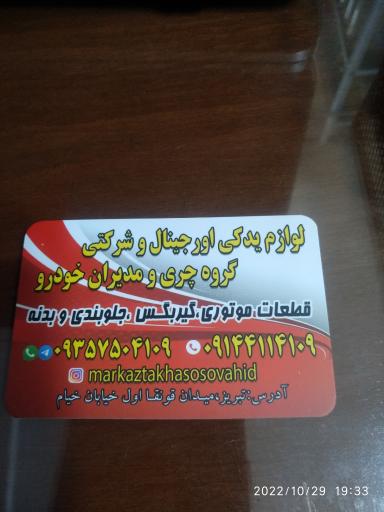 لوازم یدکی اورجینال و شرکتی
گروه چری و مدیران خودرو
قطعات، موتوری، گیربگس، جلوبندی و بدنه
۰۹۳۵۷۵۰۴۱۰۹ ۰۹۱۴۴۱۱۴۱۰۹
markaztakhasosovahid
آدرس: تبریز، میدان قونقا اول خیابان خیام
2022/10/29 19:33